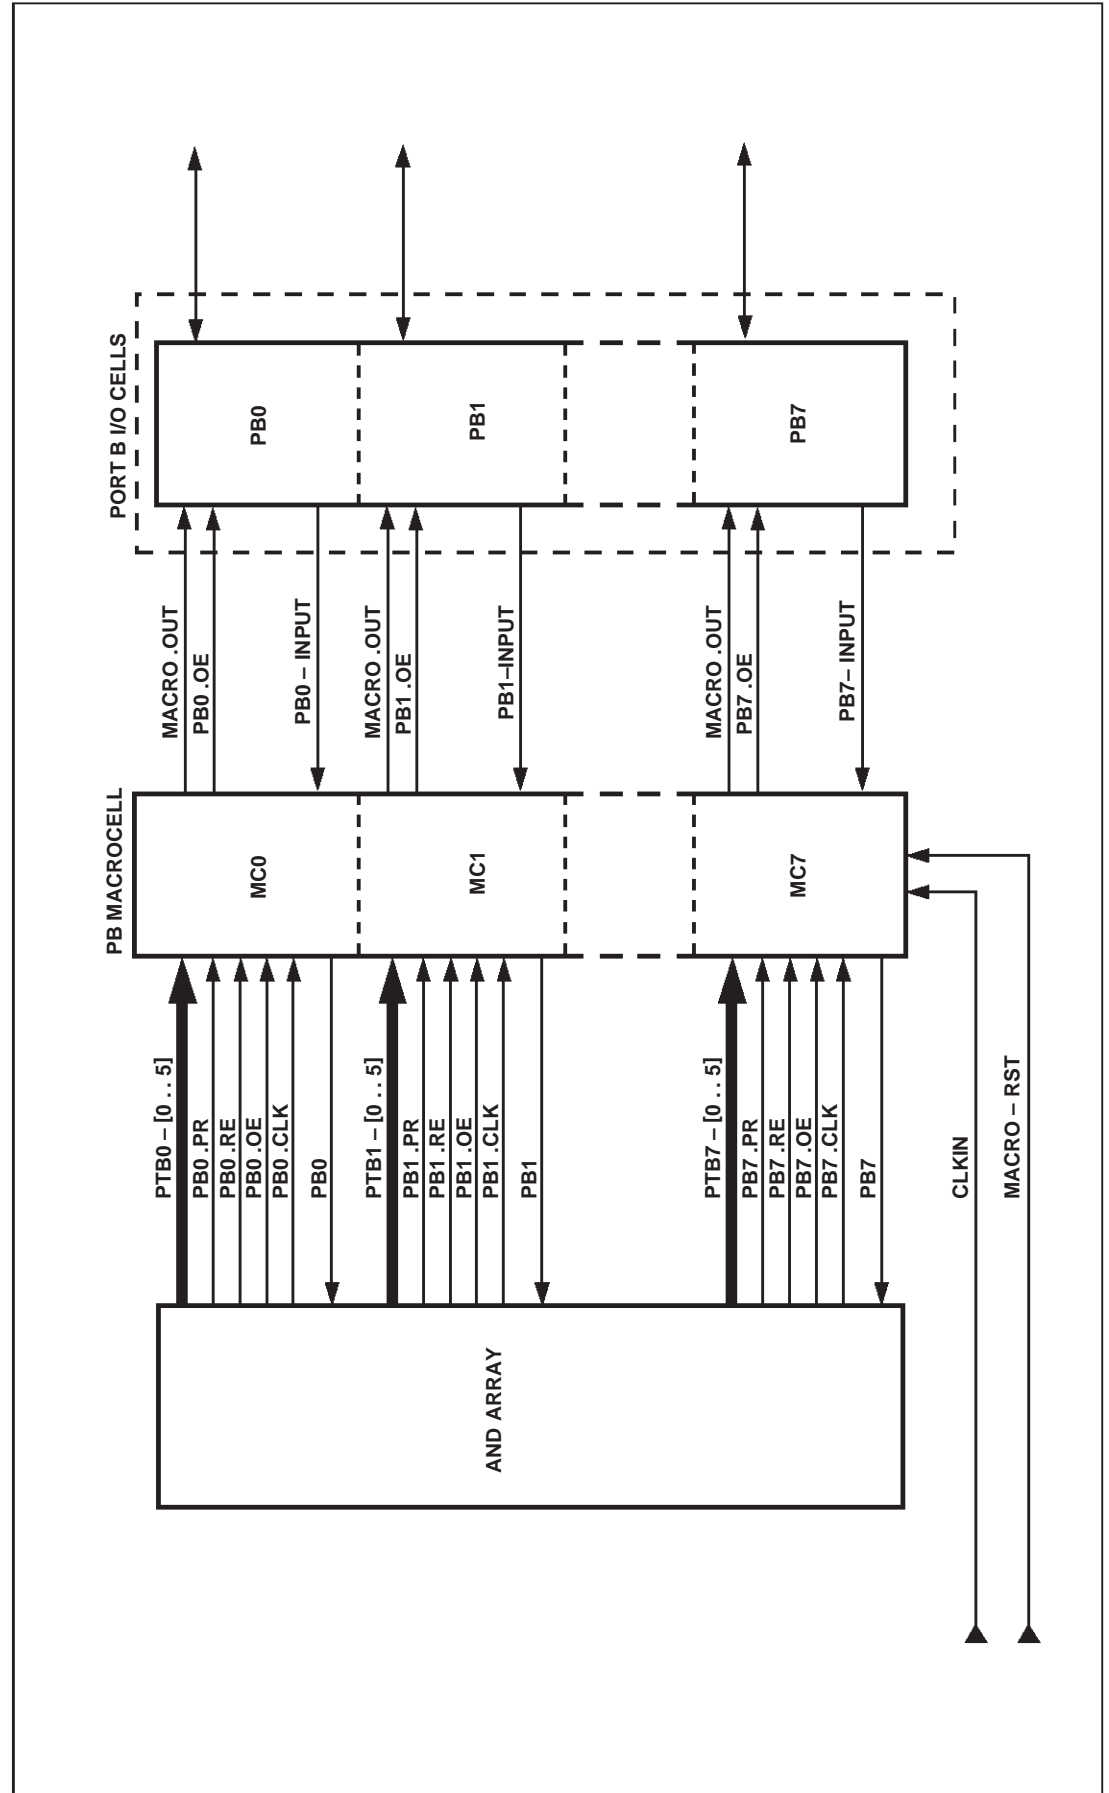 PORT B I/O CELLS
PB MACROCELL
AND ARRAY
PTB0 – [0 . . . 5]
PB0 .PR
PB0 .RE
PB0 .OE
PB0 .CLK
PB0
MC0
MACRO .OUT
PB0 .OE
PB0 – INPUT
PB0
PTB1 – [0 . . . 5]
PB1 .PR
PB1 .RE
PB1 .OE
PB1 .CLK
PB1
MC1
MACRO .OUT
PB1 .OE
PB1–INPUT
PB1
PTB7 – [0 . . . 5]
PB7 .PR
PB7 .RE
PB7 .OE
PB7 .CLK
PB7
MC7
MACRO .OUT
PB7 .OE
PB7– INPUT
PB7
CLKIN
MACRO – RST